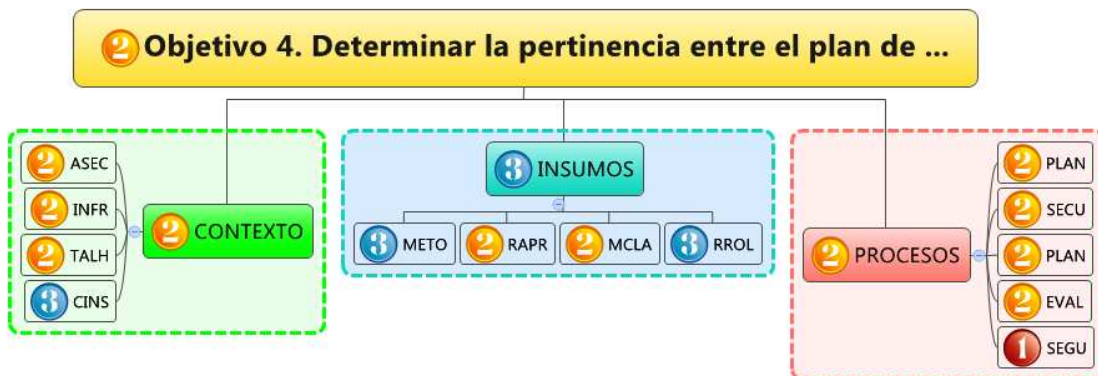 2 Objetivo 4. Determinar la pertinencia entre el plan de ...
2 ASEC
2 INFR
2 TALH
3 CINS
2 CONTEXTO
3 INSUMOS
3 METO
2 RAPR
2 MCLA
3 RROL
2 PROCESOS
2 PLAN
2 SECU
2 PLAN
2 EVAL
1 SEGU